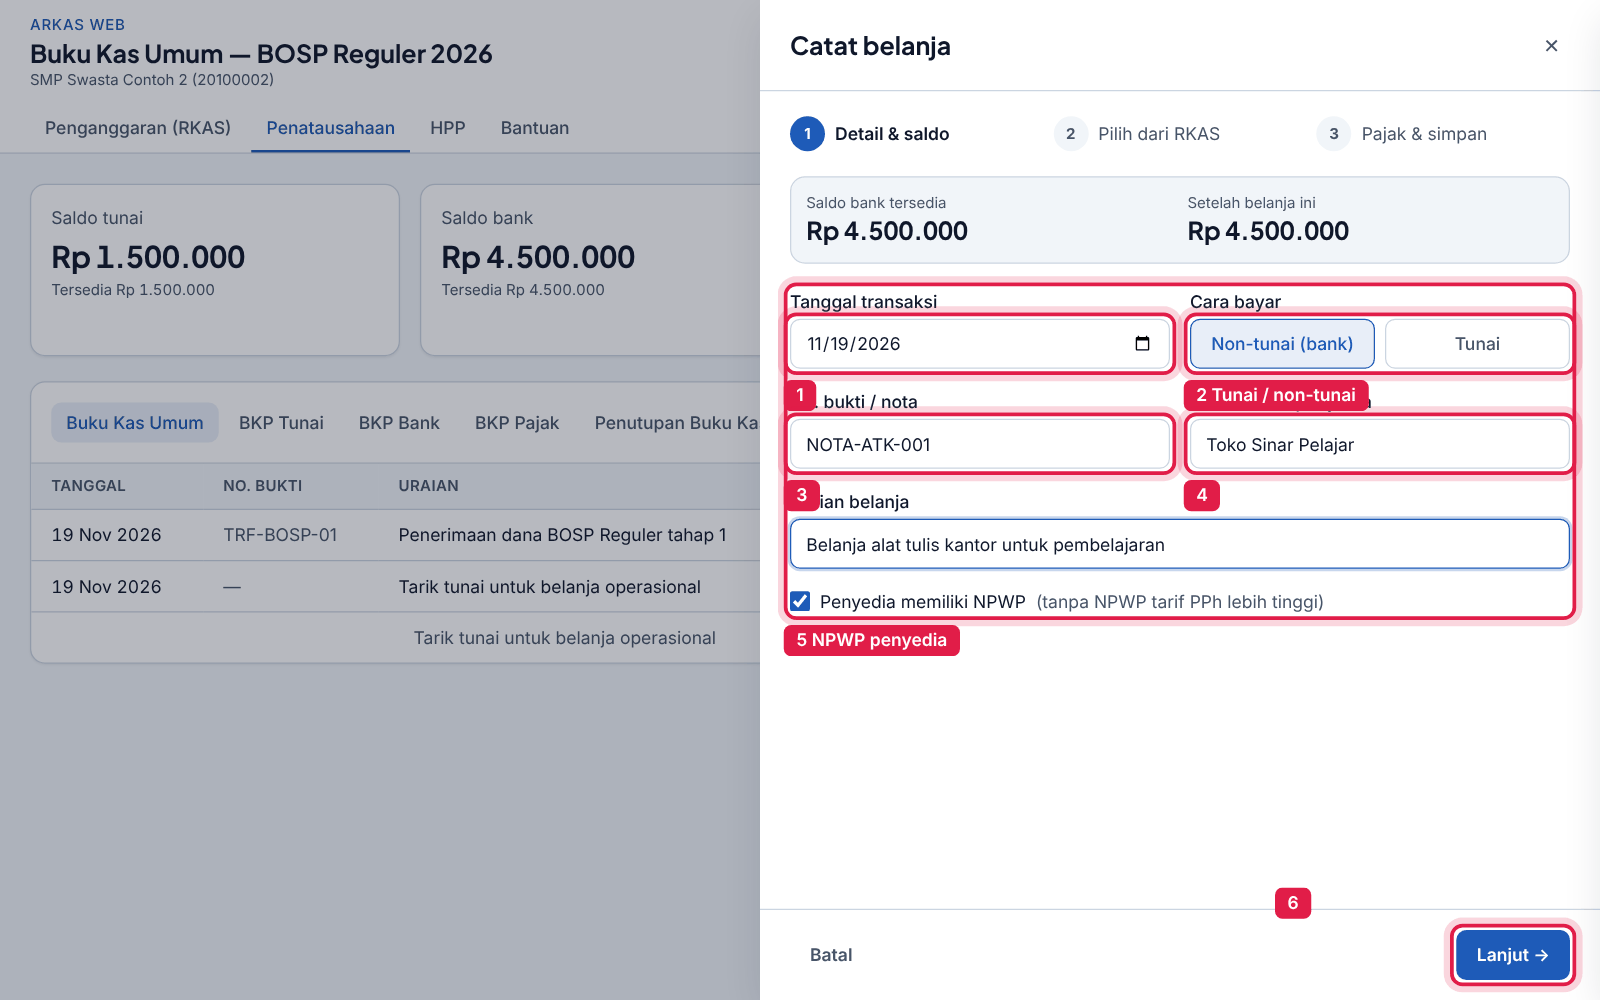 ARKAS WEB
Buku Kas Umum — BOSP Reguler 2026
SMP Swasta Contoh 2 (20100002)
Penganggaran (RKAS)
Penatausahaan
HPP
Bantuan
Saldo tunai
Rp 1.500.000
Tersedia Rp 1.500.000
Saldo bank
Rp 4.500.000
Tersedia Rp 4.500.000
Buku Kas Umum
BKP Tunai
BKP Bank
BKP Pajak
Penutupan Buku Ka
TANGGAL NO. BUKTI URAIAN
19 Nov 2026 TRF-BOSP-01 Penerimaan dana BOSP Reguler tahap 1
19 Nov 2026 — Tarik tunai untuk belanja operasional
Tarik tunai untuk belanja operasional
Catat belanja
×
1 Detail & saldo
2 Pilih dari RKAS
3 Pajak & simpan
Saldo bank tersedia
Rp 4.500.000
Setelah belanja ini
Rp 4.500.000
Tanggal transaksi
11/19/2026
Cara bayar
Non-tunai (bank)
Tunai
1
bukti / nota
2 Tunai / non-tunai
NOTA-ATK-001
Toko Sinar Pelajar
3
ian belanja
4
Belanja alat tulis kantor untuk pembelajaran
Penyedia memiliki NPWP (tanpa NPWP tarif PPh lebih tinggi)
5 NPWP penyedia
6
Batal
Lanjut →